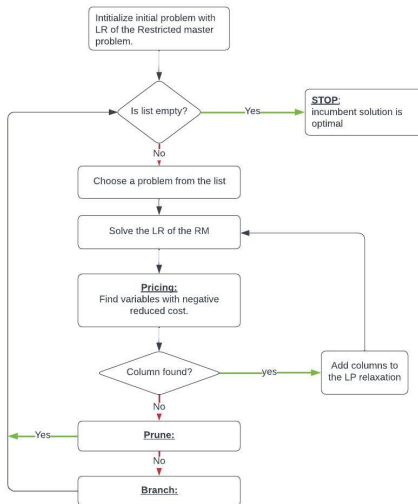 Intitialize initial problem with
LR of the Restricted master
problem.
Is list empty?
Yes
STOP:
incumbent solution is
optimal
No
Choose a problem from the list
Solve the LR of the RM
Pricing:
Find variables with negative
reduced cost.
Column found?
yes
Add columns to
the LP relaxation
No
Yes
Prune:
No
Branch: